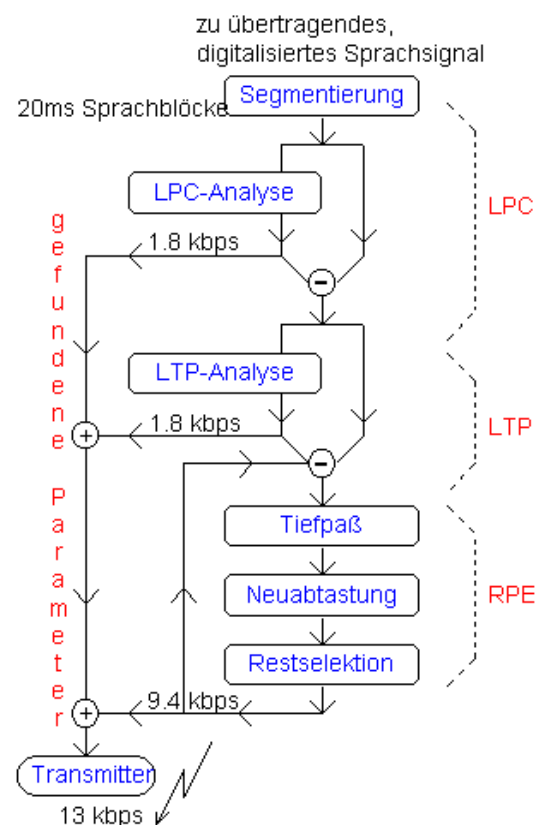 zu übertragendes,
digitalisiertes Sprachsignal
Segmentierung
20ms Sprachblöcke
LPC-Analyse
LPC
1.8 kbps
-
LTP-Analyse
LTP
1.8 kbps
+
-
gefundene Parameter
Tiefpaß
Neuabtastung
RPE
Restselektion
9.4 kbps
+
Transmitter
13 kbps